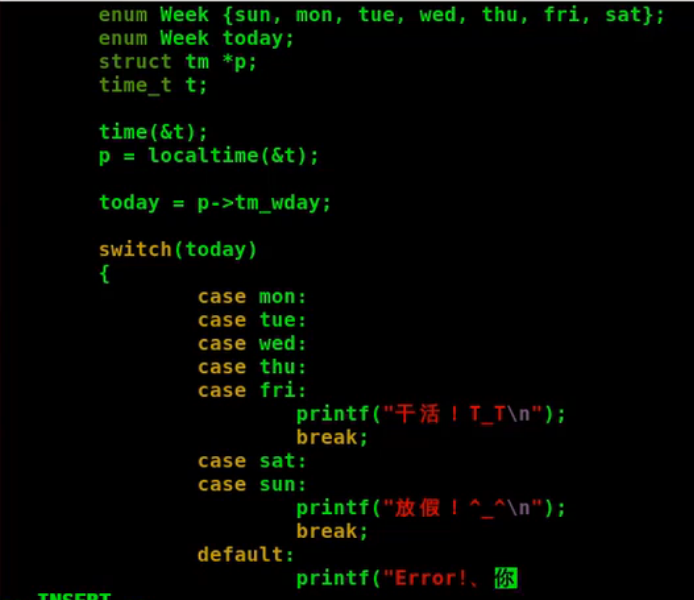 enum Week {sun, mon, tue, wed, thu, fri, sat};
enum Week today;
struct tm *p;
time_t t;
time(&t);
p = localtime(&t);
today = p->tm_wday;
switch(today)
{
case mon:
case tue:
case wed:
case thu:
case fri:
printf("干活！T_T\n");
break;
case sat:
case sun:
printf("放假！^_^\n");
break;
default:
printf("Error!、你
INSERT